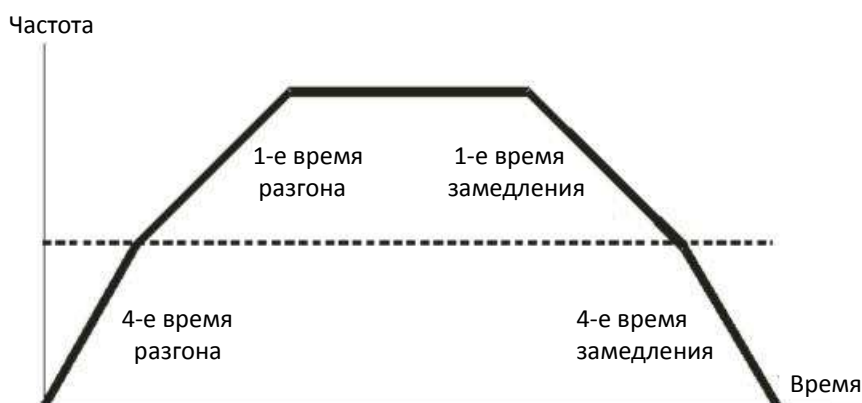 Частота
1-е время
разгона
1-е время
замедления
4-е время
разгона
4-е время
замедления
Время